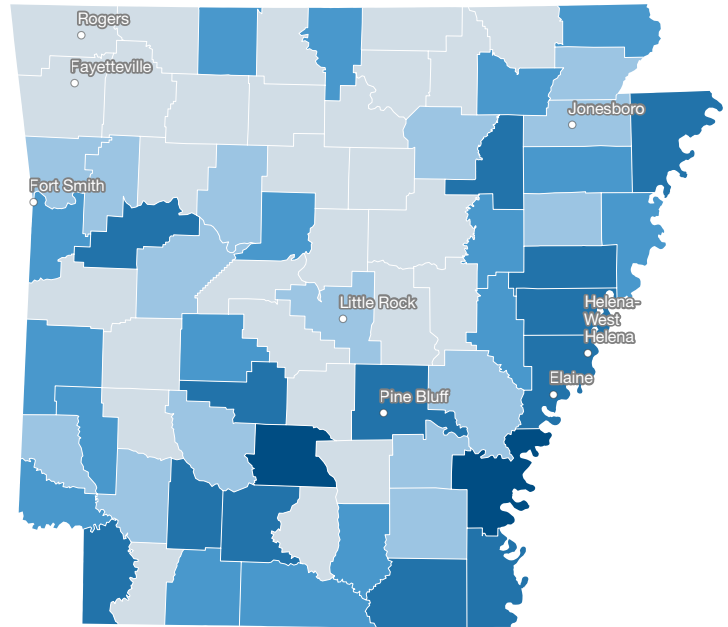 Rogers
Fayetteville
Jonesboro
Fort Smith
Little Rock
Helena-
West
Helena
Elaine
Pine Bluff